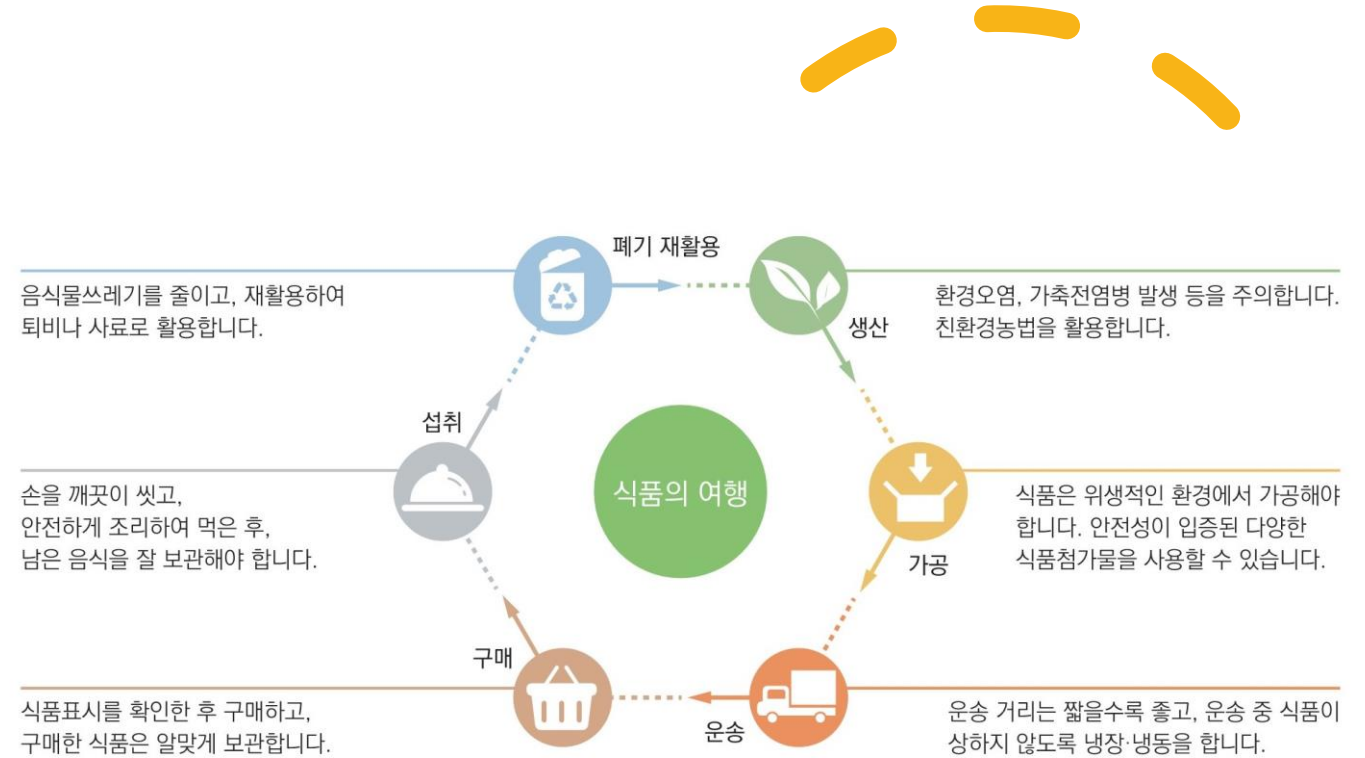 폐기 재활용
음식물쓰레기를 줄이고, 재활용하여
퇴비나 사료로 활용합니다.
생산
환경오염, 가축전염병 발생 등을 주의합니다.
친환경농법을 활용합니다.
섭취
손을 깨끗이 씻고,
안전하게 조리하여 먹은 후,
남은 음식을 잘 보관해야 합니다.
식품의 여행
가공
식품은 위생적인 환경에서 가공해야
합니다. 안전성이 입증된 다양한
식품첨가물을 사용할 수 있습니다.
구매
식품표시를 확인한 후 구매하고,
구매한 식품은 알맞게 보관합니다.
운송
운송 거리는 짧을수록 좋고, 운송 중 식품이
상하지 않도록 냉장·냉동을 합니다.